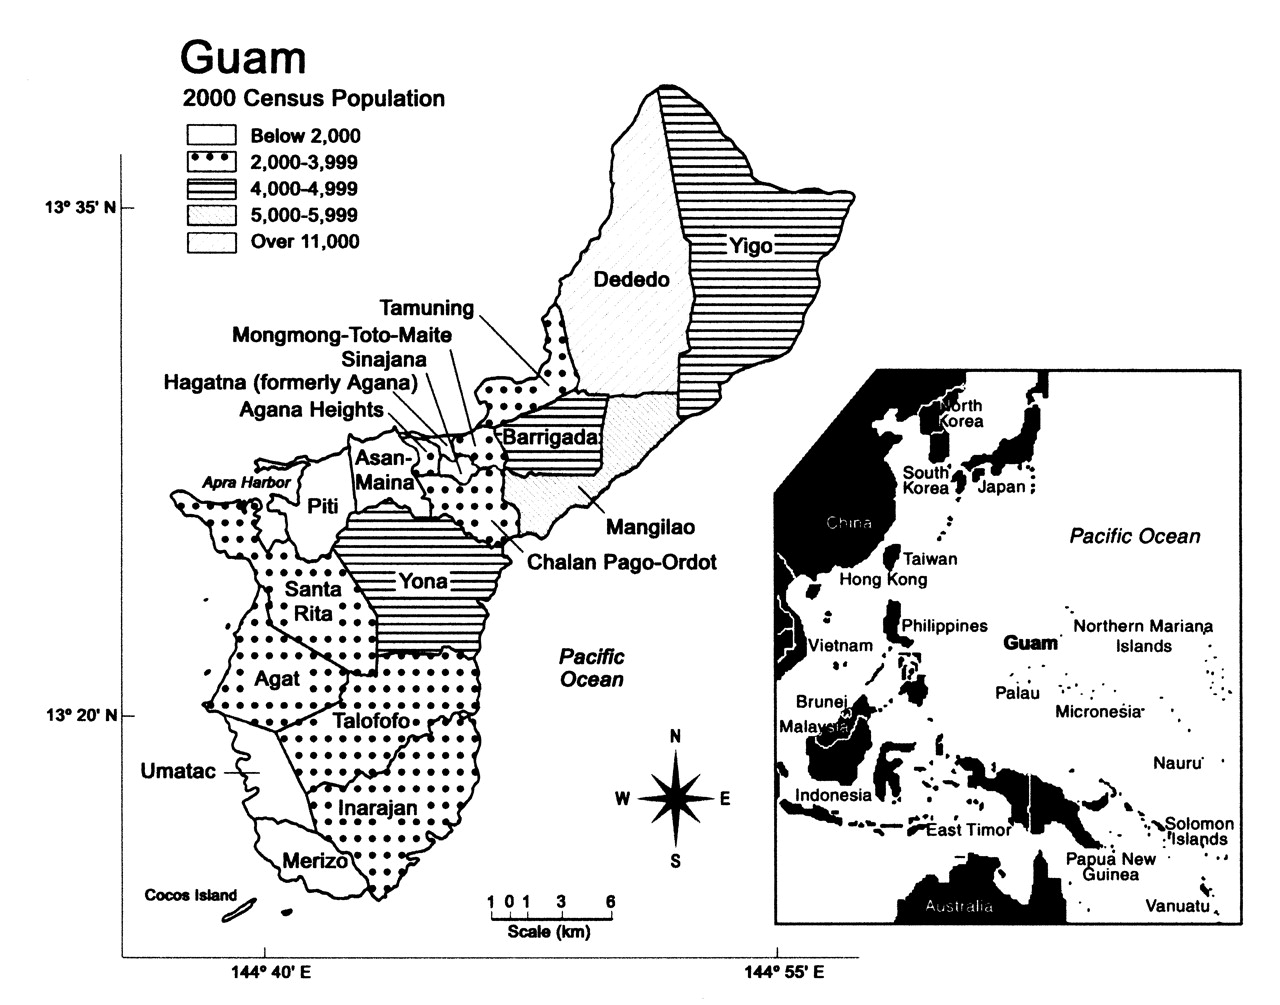 Guam
2000 Census Population
Below 2,000
2,000-3,999
4,000-4,999
5,000-5,999
Over 11,000
13° 35' N
Yigo
Dededo
Tamuning
Mongmong-Toto-Maite
Sinajana
Hagatna (formerly Agana)
Agana Heights
Barrigada
Asan-
Maina
Apra Harbor
Piti
Mangilao
Chalan Pago-Ordot
Yona
Santa
Rita
Pacific
Ocean
Agat
13° 20' N
Talofofo
Umatac
Inarajan
Merizo
Cocos Island
N
W
E
S
1 0 1 3 6
Scale (km)
144° 40' E
144° 55' E
North
Korea
South
Korea
Japan
China
Pacific Ocean
Taiwan
Hong Kong
Philippines
Vietnam
Guam
Northern Mariana
Islands
Palau
Micronesia
Brunei
Malaysia
Nauru
Indonesia
East Timor
Solomon
Islands
Papua New
Guinea
Australia
Vanuatu